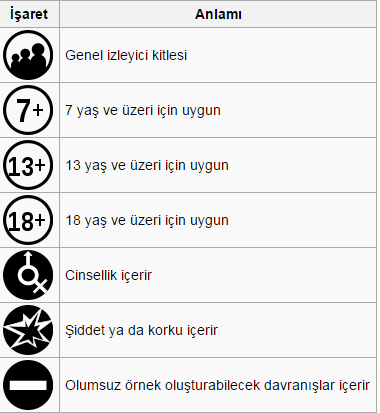 İşaret Anlamı
Genel izleyici kitlesi
7+ 7 yaş ve üzeri için uygun
13+ 13 yaş ve üzeri için uygun
18+ 18 yaş ve üzeri için uygun
Cinsellik içerir
Şiddet ya da korku içerir
Olumsuz örnek oluşturabilecek davranışlar içerir